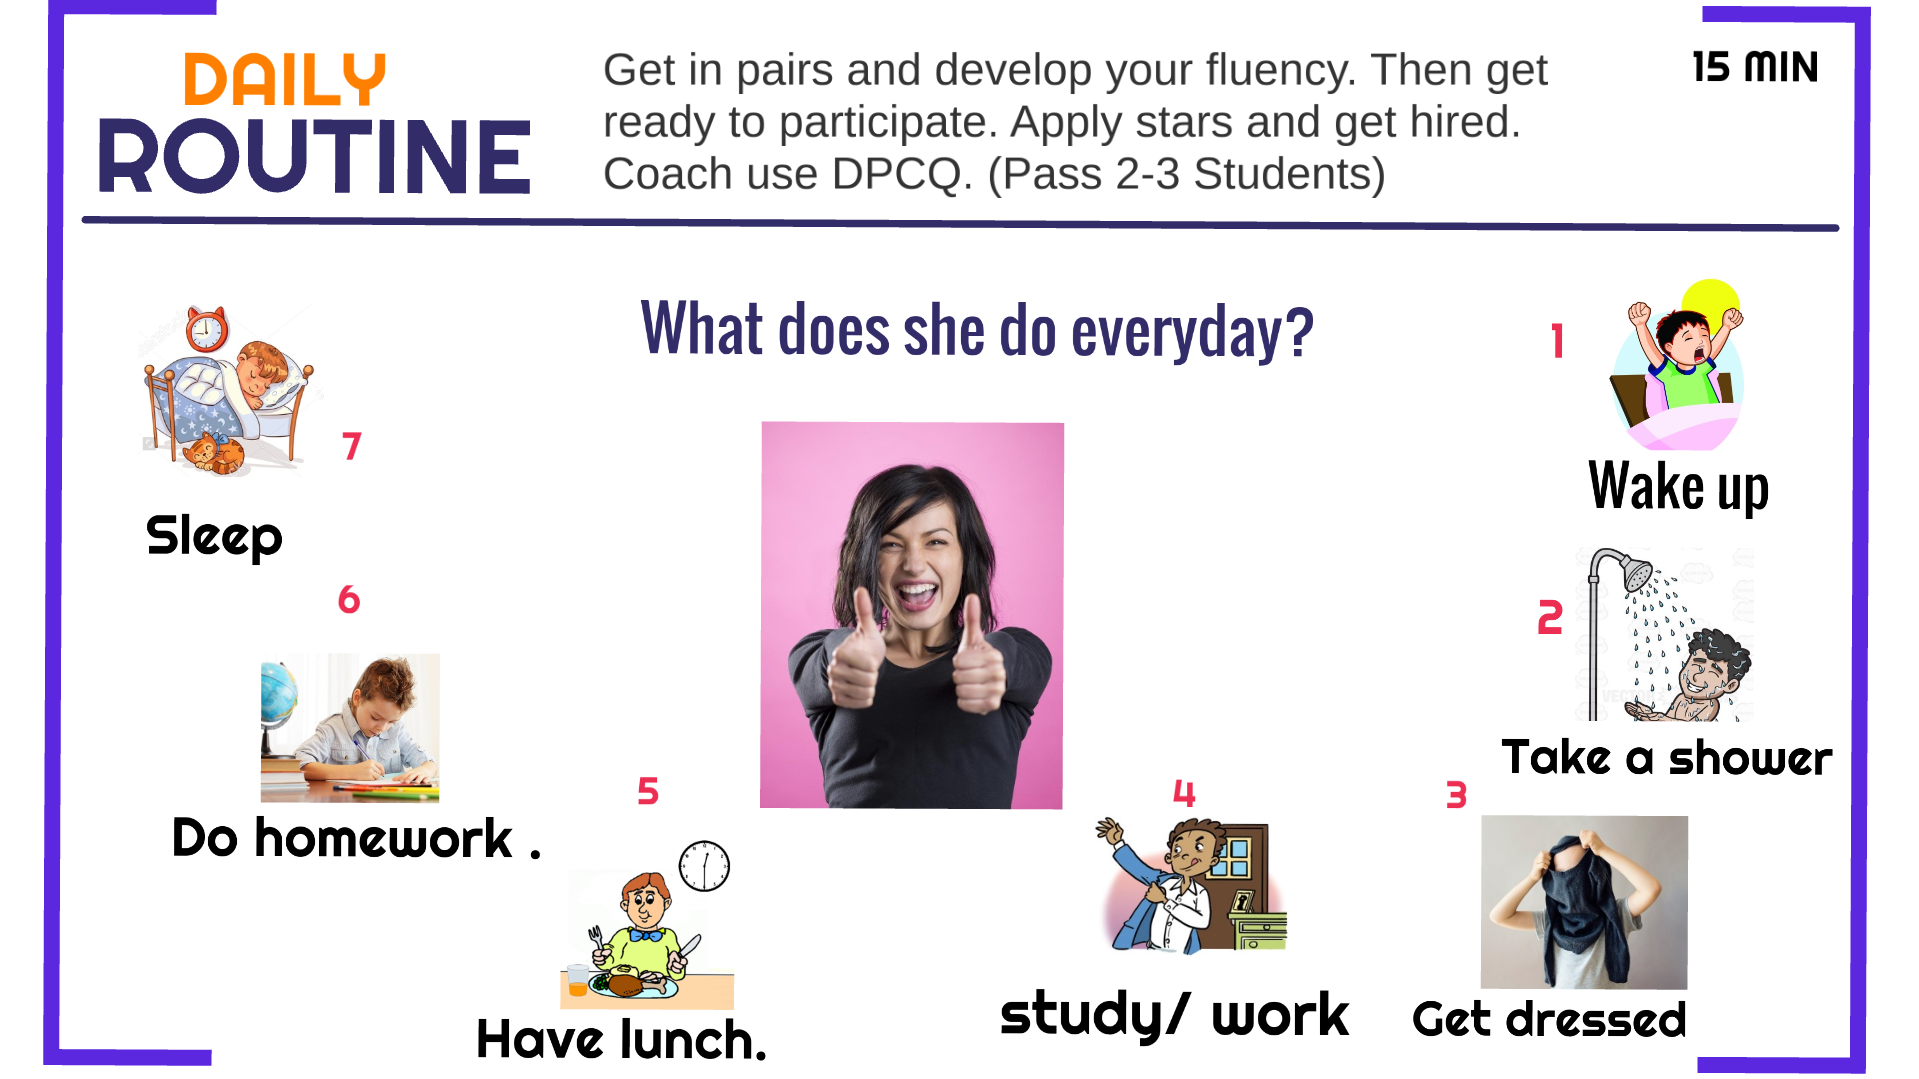 DAILY
ROUTINE
Get in pairs and develop your fluency. Then get
ready to participate. Apply stars and get hired.
Coach use DPCQ. (Pass 2-3 Students)
15 MIN
What does she do everyday?
1
Wake up
2
Take a shower
3
Get dressed
4
study/ work
5
Have lunch.
6
Do homework .
7
Sleep